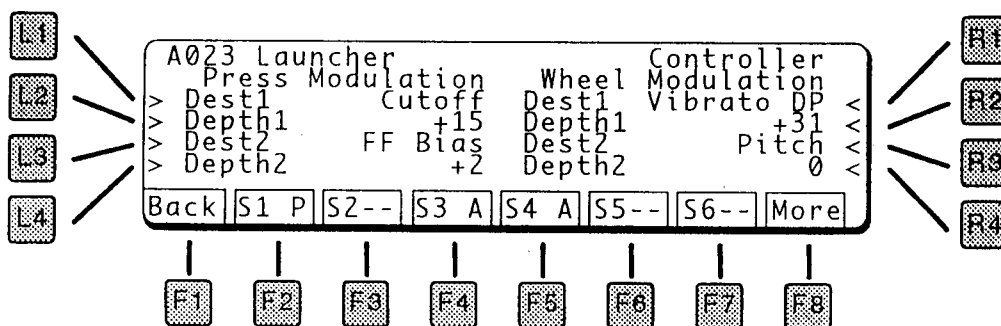 L1
L2
L3
L4
A023 Launcher Controller
Press Modulation Wheel Modulation
> Dest1 Cutoff Dest1 Vibrato DP <
> Depth1 +15 Depth1 +31 <
> Dest2 FF Bias Dest2 Pitch <
> Depth2 +2 Depth2 0 <
Back S1 P S2-- S3 A S4 A S5-- S6-- More
R1
R2
R3
R4
F1 F2 F3 F4 F5 F6 F7 F8